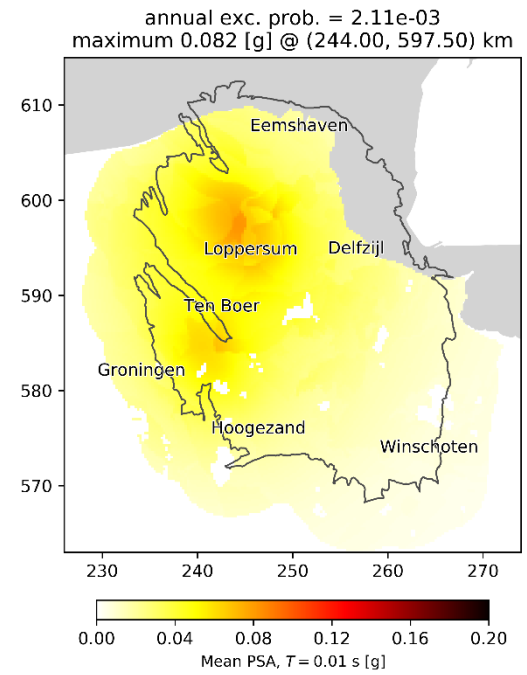 annual exc. prob. = 2.11e-03
maximum 0.082 [g] @ (244.00, 597.50) km
610
Eemshaven
600
Loppersum
Delfzijl
590
Ten Boer
Groningen
580
Hoogezand
Winschoten
570
230 240 250 260 270
0.00 0.04 0.08 0.12 0.16 0.20
Mean PSA, T = 0.01 s [g]